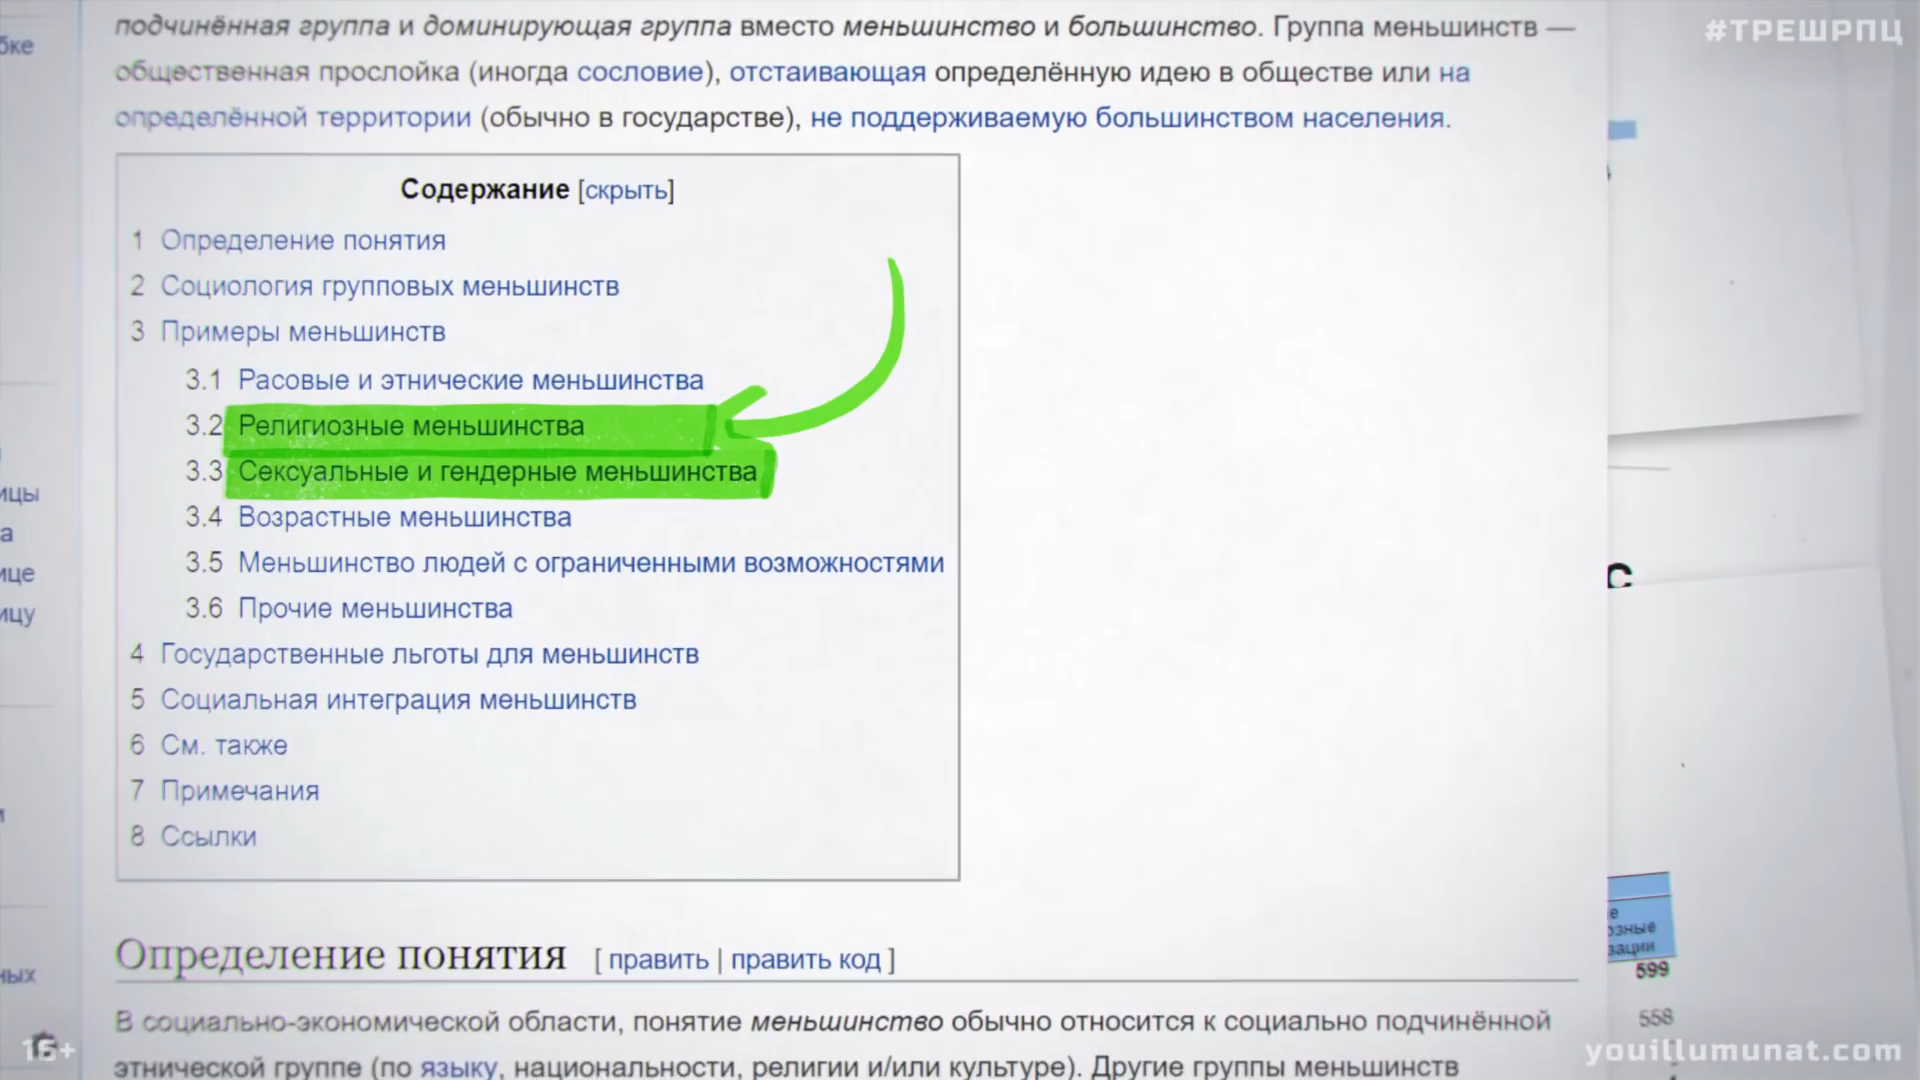 #ТРЕШРПЦ
подчинённая группа и доминирующая группа вместо меньшинство и большинство. Группа меньшинств —
общественная прослойка (иногда сословие), отстаивающая определённую идею в обществе или на
определённой территории (обычно в государстве), не поддерживаемую большинством населения.
Содержание [скрыть]
1 Определение понятия
2 Социология групповых меньшинств
3 Примеры меньшинств
3.1 Расовые и этнические меньшинства
3.2 Религиозные меньшинства
3.3 Сексуальные и гендерные меньшинства
3.4 Возрастные меньшинства
3.5 Меньшинство людей с ограниченными возможностями
3.6 Прочие меньшинства
4 Государственные льготы для меньшинств
5 Социальная интеграция меньшинств
6 См. также
7 Примечания
8 Ссылки
Определение понятия [ править | править код ]
В социально-экономической области, понятие меньшинство обычно относится к социально подчинённой
этнической группе (по языку, национальности, религии и/или культуре). Другие группы меньшинств
599
558
16+
youillumunat.com